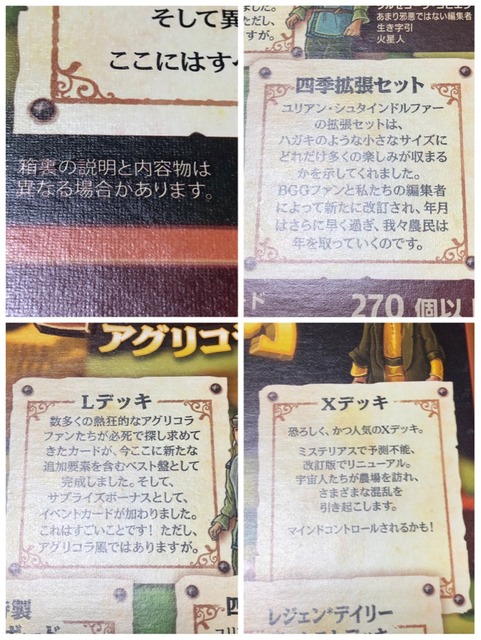 そして異
ここにはすべ
箱裏の説明と内容物は
異なる場合があります。
あまり邪悪ではない編集者
生き字引
火星人
四季拡張セット
ユリアン・シュタインドルファー
の拡張セットは、
ハガキのような小さなサイズに
どれだけ多くの楽しみが収まる
かを示してくれました。
BGGファンと私たちの編集者
によって新たに改訂され、年月
はさらに早く過ぎ、我々農民は
年を取っていくのです。
ド
270 個以
アグリコラ
Lデッキ
数多くの熱狂的なアグリコラ
ファンたちが必死で探し求めて
きたカードが、今ここに新たな
追加要素を含むベスト盤として
完成しました。そして、
サプライズボーナスとして、
イベントカードが加わりました。
これはすごいことです! ただし、
アグリコラ風ではありますが。
製
四
ユリ
Xデッキ
恐ろしく、かつ人気のXデッキ。
ミステリアスで予測不能、
改訂版でリニューアル。
宇宙人たちが農場を訪れ、
さまざまな混乱を
引き起こします。
マインドコントロールされるかも!
レジェン*デイリー